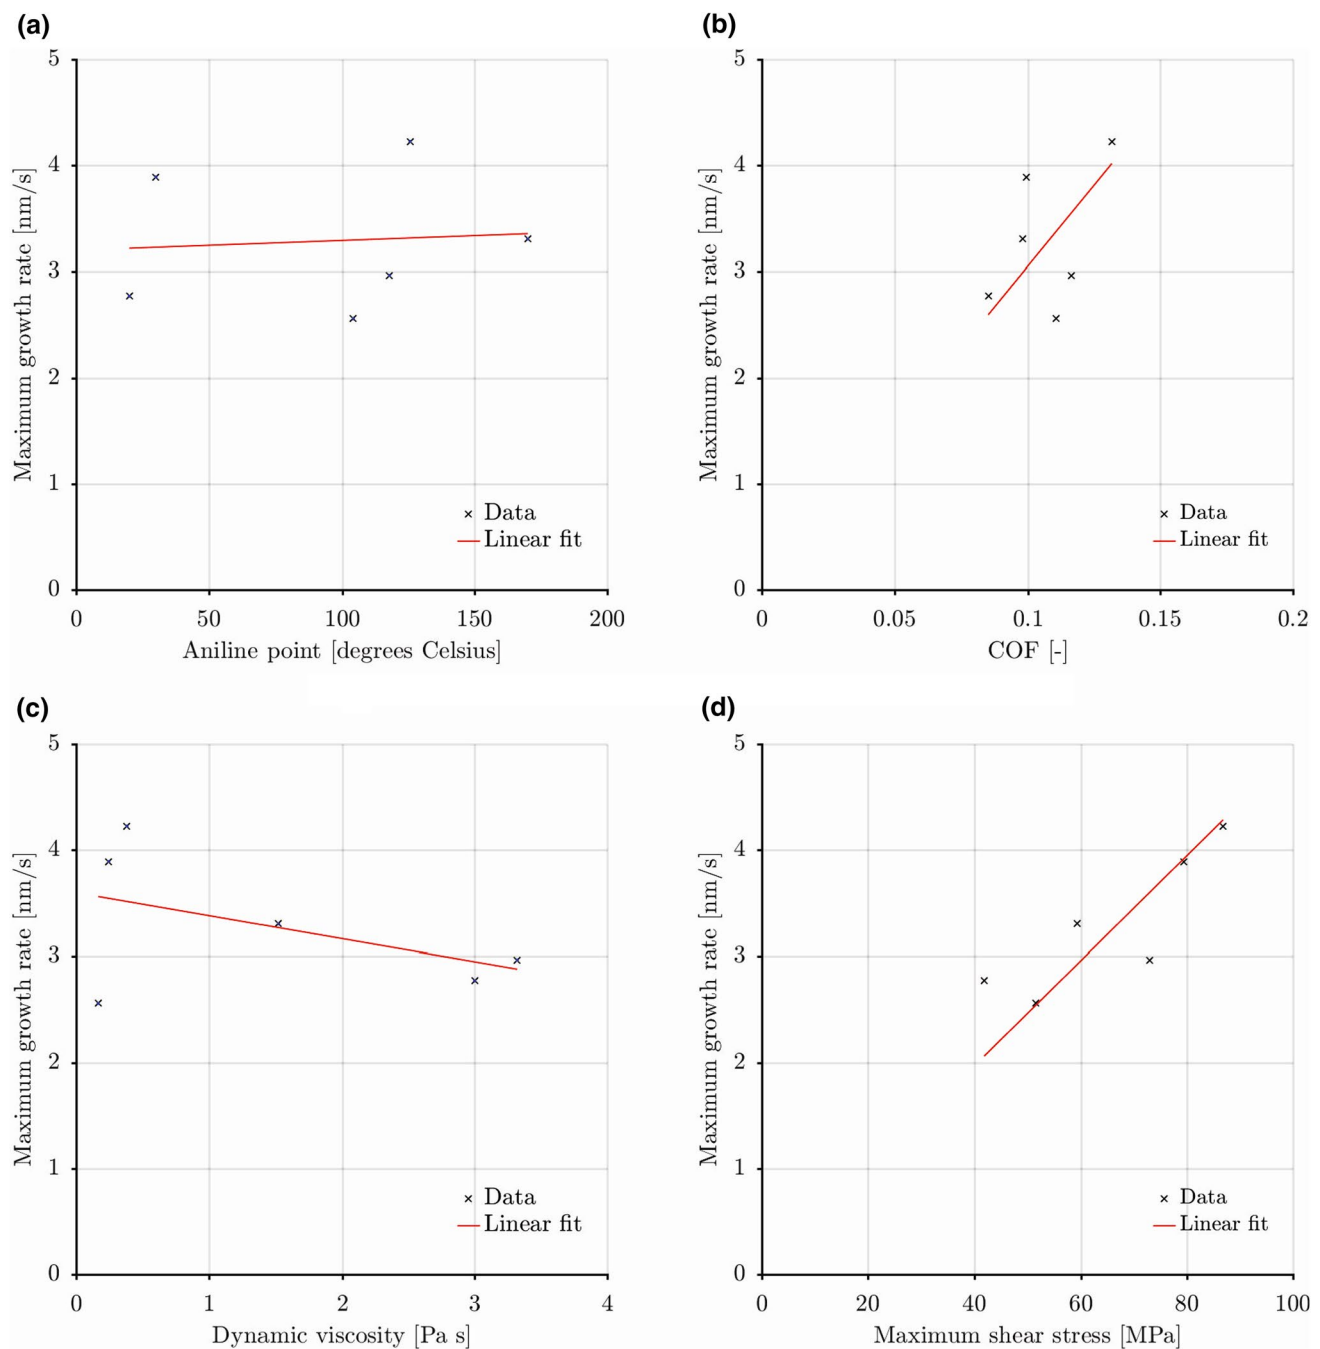 (a)
5
4
3
2
1
0
Maximum growth rate [nm/s]
Data
Linear fit
0 50 100 150 200
Aniline point [degrees Celsius]
(b)
5
4
3
2
1
0
Maximum growth rate [nm/s]
Data
Linear fit
0 0.05 0.1 0.15 0.2
COF [-]
(c)
5
4
3
2
1
0
Maximum growth rate [nm/s]
Data
Linear fit
0 1 2 3 4
Dynamic viscosity [Pa s]
(d)
5
4
3
2
1
0
Maximum growth rate [nm/s]
Data
Linear fit
0 20 40 60 80 100
Maximum shear stress [MPa]